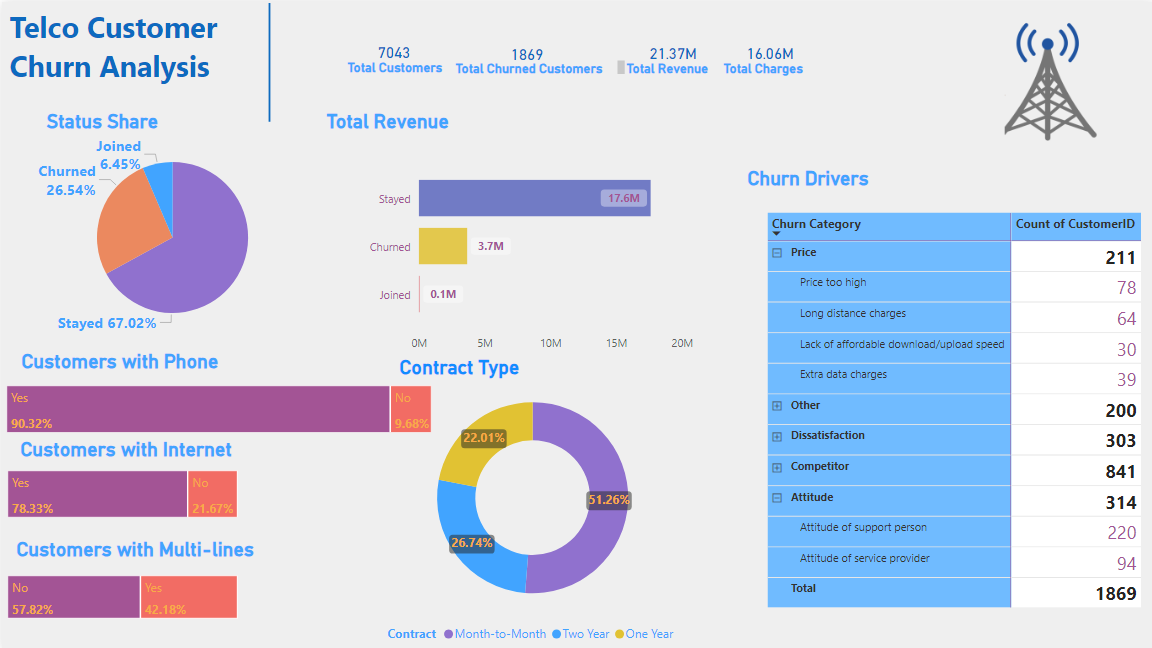 Telco Customer
Churn Analysis
7043
Total Customers
1869
Total Churned Customers
21.37M
Total Revenue
16.06M
Total Charges
Status Share
Joined
6.45%
Churned
26.54%
Stayed 67.02%
Total Revenue
Stayed
17.6M
Churned
3.7M
Joined
0.1M
0M 5M 10M 15M 20M
Customers with Phone
Yes No
90.32% 9.68%
Customers with Internet
Yes No
78.33% 21.67%
Customers with Multi-lines
No Yes
57.82% 42.18%
Contract Type
22.01%
51.26%
26.74%
Contract Month-to-Month Two Year One Year
Churn Drivers
Churn Category Count of CustomerID
Price 211
Price too high 78
Long distance charges 64
Lack of affordable download/upload speed 30
Extra data charges 39
Other 200
Dissatisfaction 303
Competitor 841
Attitude 314
Attitude of support person 220
Attitude of service provider 94
Total 1869